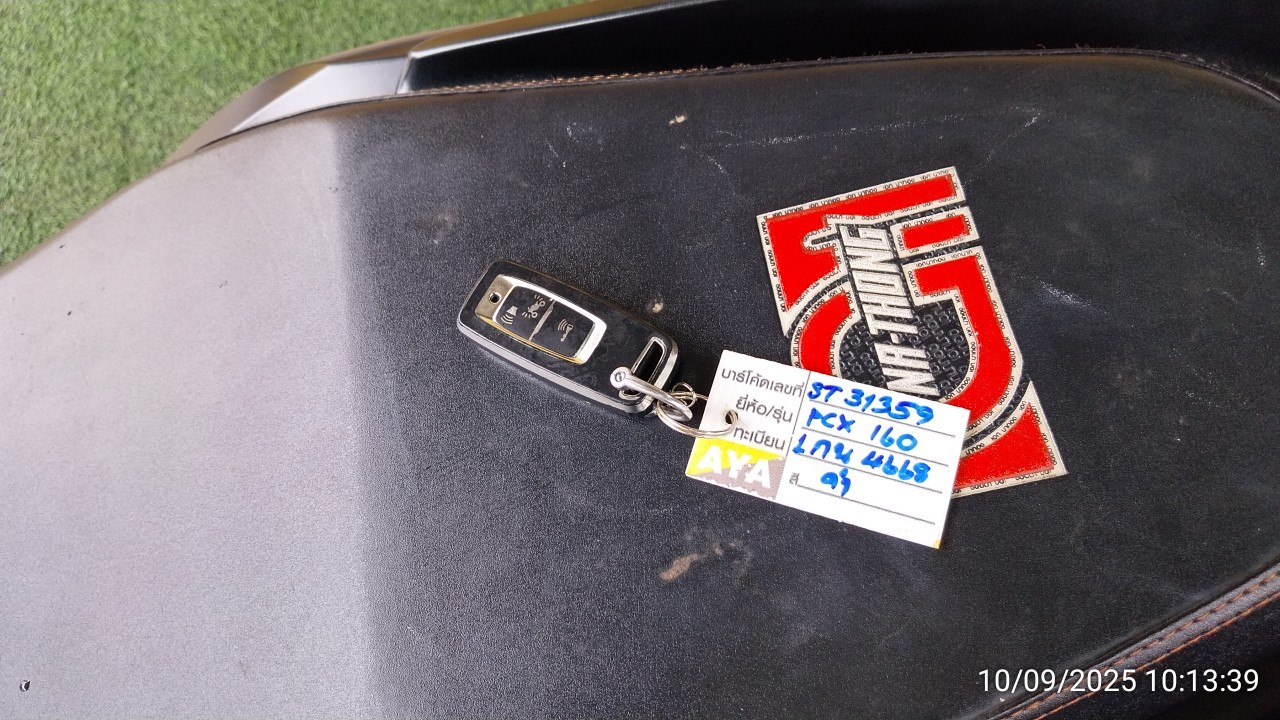 NA-THONG
บาร์โค้ดเลขที่ ST 31359
ยี่ห้อ/รุ่น PCX 160
ทะเบียน 1กน 4668
สี ดำ
AYA
10/09/2025 10:13:39